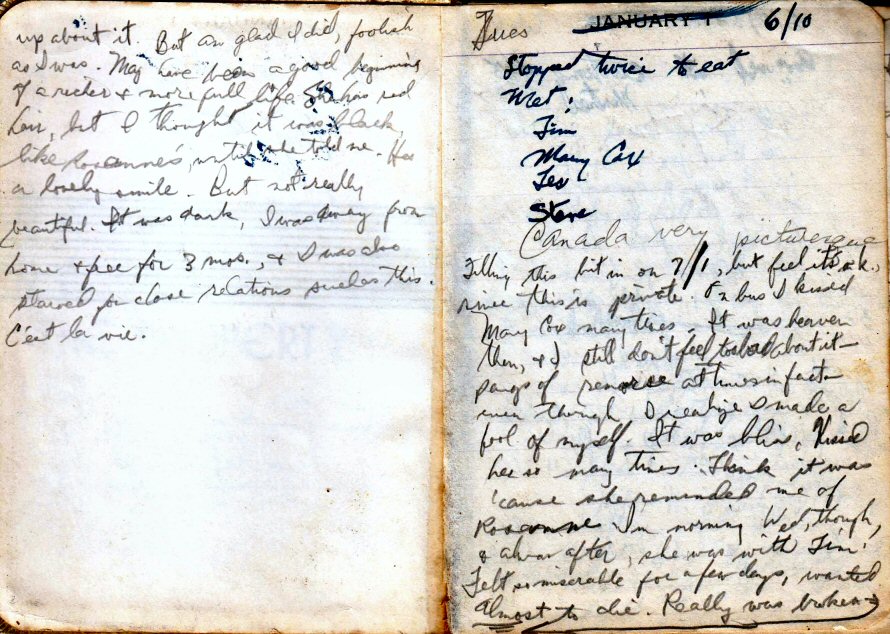 up about it. But am glad I did, foolish
as I was. May have been a good beginning
of a richer & more full life. She has red
hair, but I thought it was black,
like Rosanne's, until she told me. Has
a lovely smile. But not really
beautiful. It was dark, I was away from
home & free for 3 mos., & I was also
starved for close relations such as this.
C'est la vie.
Tues JANUARY 1 6/10
Stopped twice to eat
Met:
Jim
Mary Cox
Les
Steve
Canada very picturesque
Filling this bit in on 7/1, but feel it's o.k.,
since this is private. On bus I kissed
Mary Cox many times. It was heaven
then, & I still don't feel too bad about it—
pangs of remorse at times in fact—
even though I realize I made a
fool of myself. It was bliss, Kissed
her so many times. Think it was
'cause she reminded me of
Rosanne. In morning Wed, though,
& after, she was with Jim!
Felt so miserable for a few days, wanted
almost to die. Really was broken→